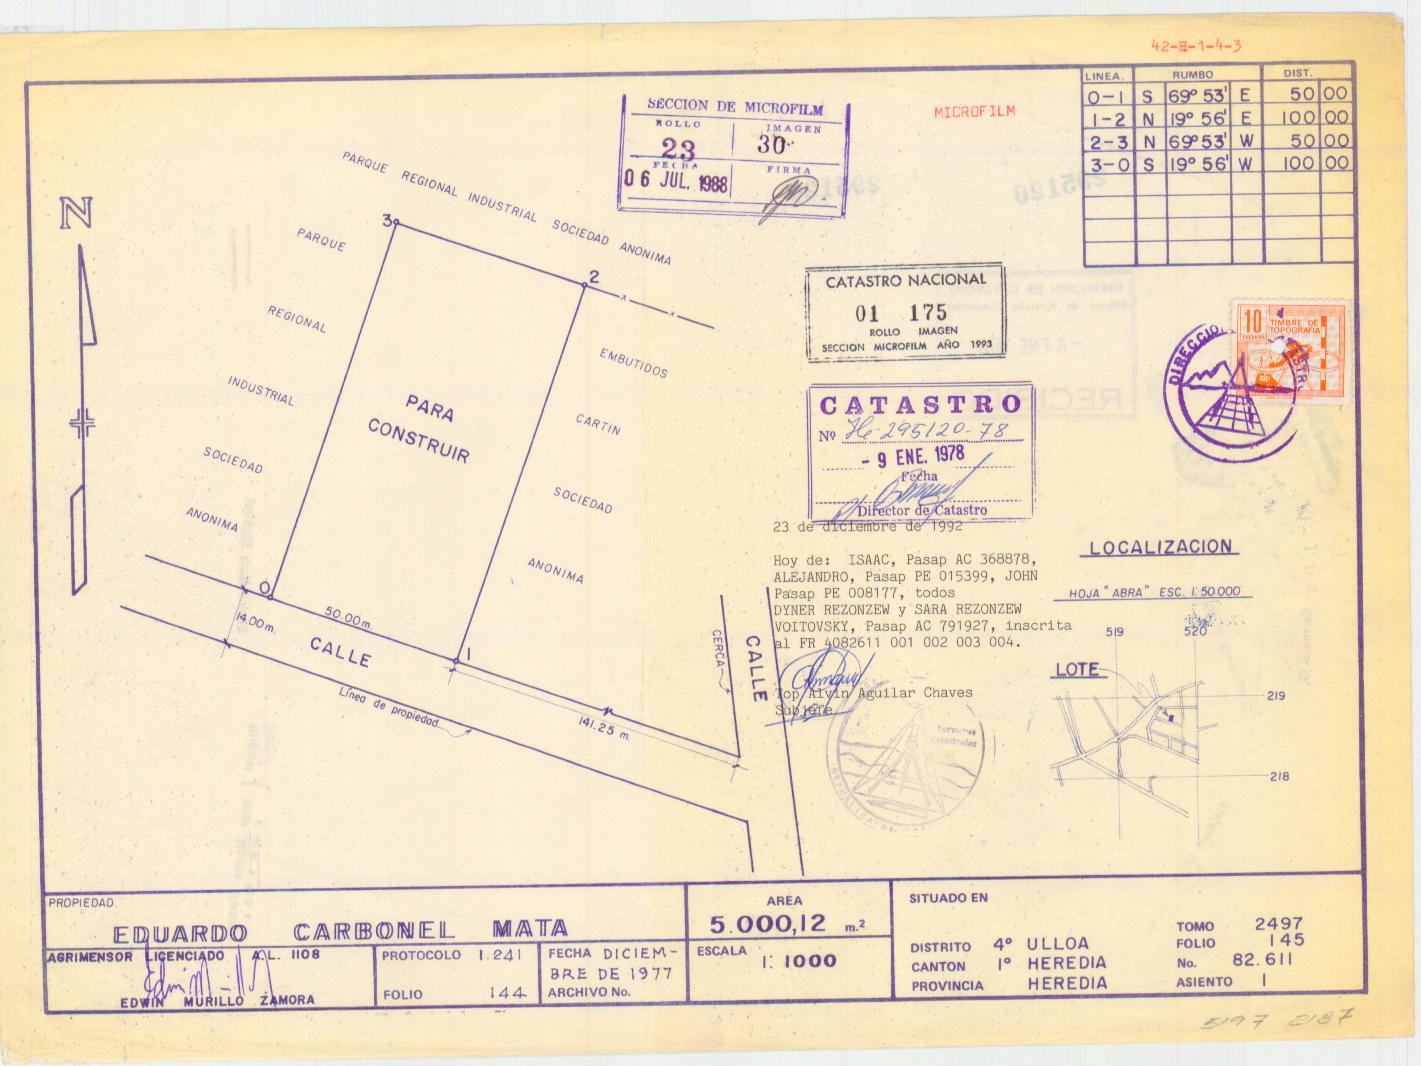 42-B-1-4-3
LINEA. RUMBO DIST.
0-1 S 69° 53' E 50 00
1-2 N 19° 56' E 100 00
2-3 N 69° 53' W 50 00
3-0 S 19° 56' W 100 00
MICROFILM
SECCION DE MICROFILM
ROLLO IMAGEN
23 30
FECHA FIRMA
06 JUL. 1988
N
PARQUE REGIONAL INDUSTRIAL SOCIEDAD ANONIMA
PARQUE
REGIONAL
INDUSTRIAL
SOCIEDAD
ANONIMA
3
2
PARA
CONSTRUIR
EMBUTIDOS
CARTIN
SOCIEDAD
ANONIMA
0
1
14.00 m.
50.00 m.
CALLE
Línea de propiedad
141.25 m.
CERCA
CALLE
CATASTRO NACIONAL
01 175
ROLLO IMAGEN
SECCION MICROFILM AÑO 1993
10
TIMBRE DE
TOPOGRAFIA
CATASTRO
Nº He-295120-78
- 9 ENE. 1978
Fecha
Director de Catastro
23 de diciembre de 1992
Hoy de: ISAAC, Pasap AC 368878,
ALEJANDRO, Pasap PE 015399, JOHN
Pasap PE 008177, todos
DYNER REZONZEW y SARA REZONZEW
VOITOVSKY, Pasap AC 791927, inscrita
al FR 4082611 001 002 003 004.
Top Alvin Aguilar Chaves
Subjefe
Servicios
Catastrales
LOCALIZACION
HOJA "ABRA" ESC. 1:50.000
519 520
LOTE
219
218
PROPIEDAD
EDUARDO CARBONEL MATA
AGRIMENSOR LICENCIADO A.L. 1108
EDWIN MURILLO ZAMORA
PROTOCOLO 1.241
FOLIO 144
FECHA DICIEM-
BRE DE 1977
ARCHIVO No.
AREA
5.000,12 m.²
ESCALA
1: 1000
SITUADO EN
DISTRITO 4° ULLOA
CANTON 1° HEREDIA
PROVINCIA HEREDIA
TOMO 2497
FOLIO 145
No. 82.611
ASIENTO 1
5197 2187